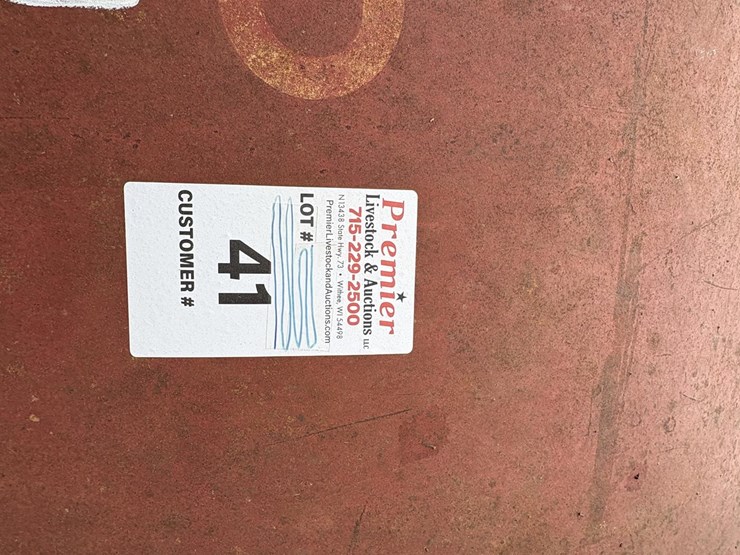 Premier
Livestock & Auctions LLC
715-229-2500
N13438 State Hwy. 73 • Withee, WI 54498
PremierLivestockandAuctions.com
LOT #
41
CUSTOMER #